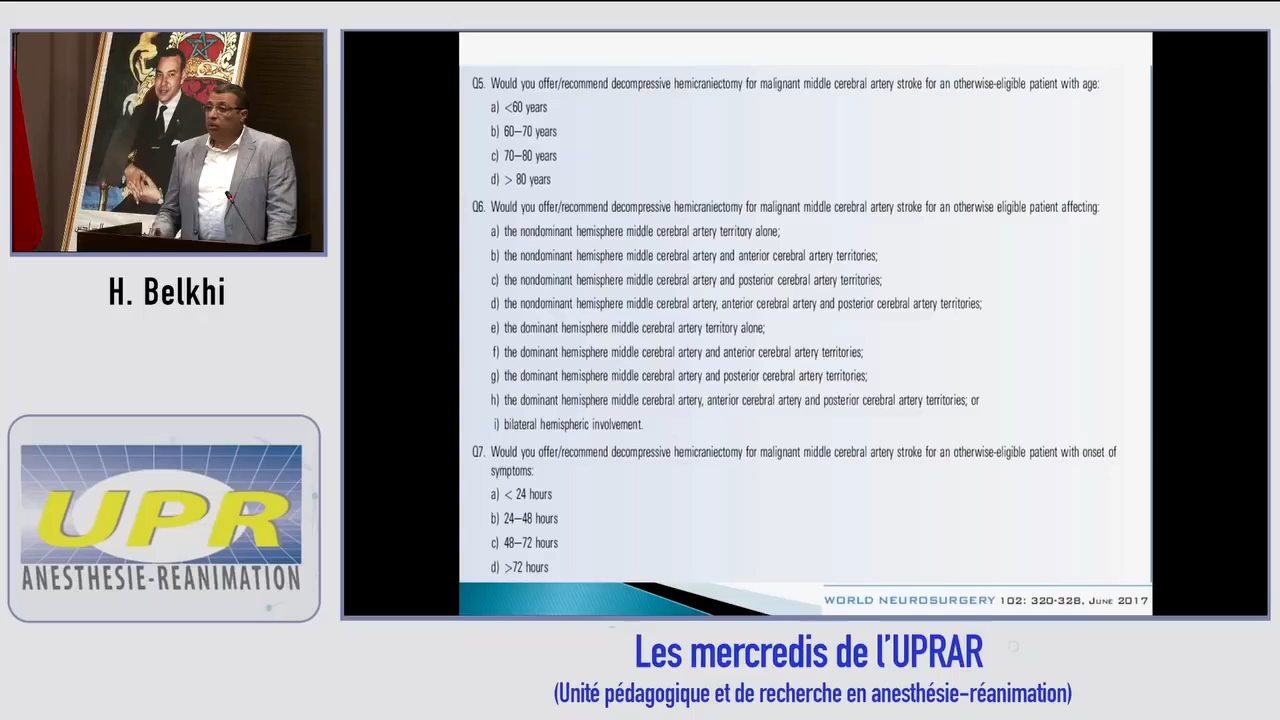 Q5. Would you offer/recommend decompressive hemicraniectomy for malignant middle cerebral artery stroke for an otherwise-eligible patient with age:
a) <60 years
b) 60–70 years
c) 70–80 years
d) > 80 years
Q6. Would you offer/recommend decompressive hemicraniectomy for malignant middle cerebral artery stroke for an otherwise eligible patient affecting:
a) the nondominant hemisphere middle cerebral artery territory alone;
b) the nondominant hemisphere middle cerebral artery and anterior cerebral artery territories;
c) the nondominant hemisphere middle cerebral artery and posterior cerebral artery territories;
d) the nondominant hemisphere middle cerebral artery, anterior cerebral artery and posterior cerebral artery territories;
e) the dominant hemisphere middle cerebral artery territory alone;
f) the dominant hemisphere middle cerebral artery and anterior cerebral artery territories;
g) the dominant hemisphere middle cerebral artery and posterior cerebral artery territories;
h) the dominant hemisphere middle cerebral artery, anterior cerebral artery and posterior cerebral artery territories; or
i) bilateral hemispheric involvement.
Q7. Would you offer/recommend decompressive hemicraniectomy for malignant middle cerebral artery stroke for an otherwise-eligible patient with onset of
symptoms:
a) < 24 hours
b) 24–48 hours
c) 48–72 hours
d) >72 hours
WORLD NEUROSURGERY 102: 320-328, JUNE 2017
H. Belkhi
UPR
ANESTHESIE-REANIMATION
Les mercredis de l'UPRAR
(Unité pédagogique et de recherche en anesthésie-réanimation)